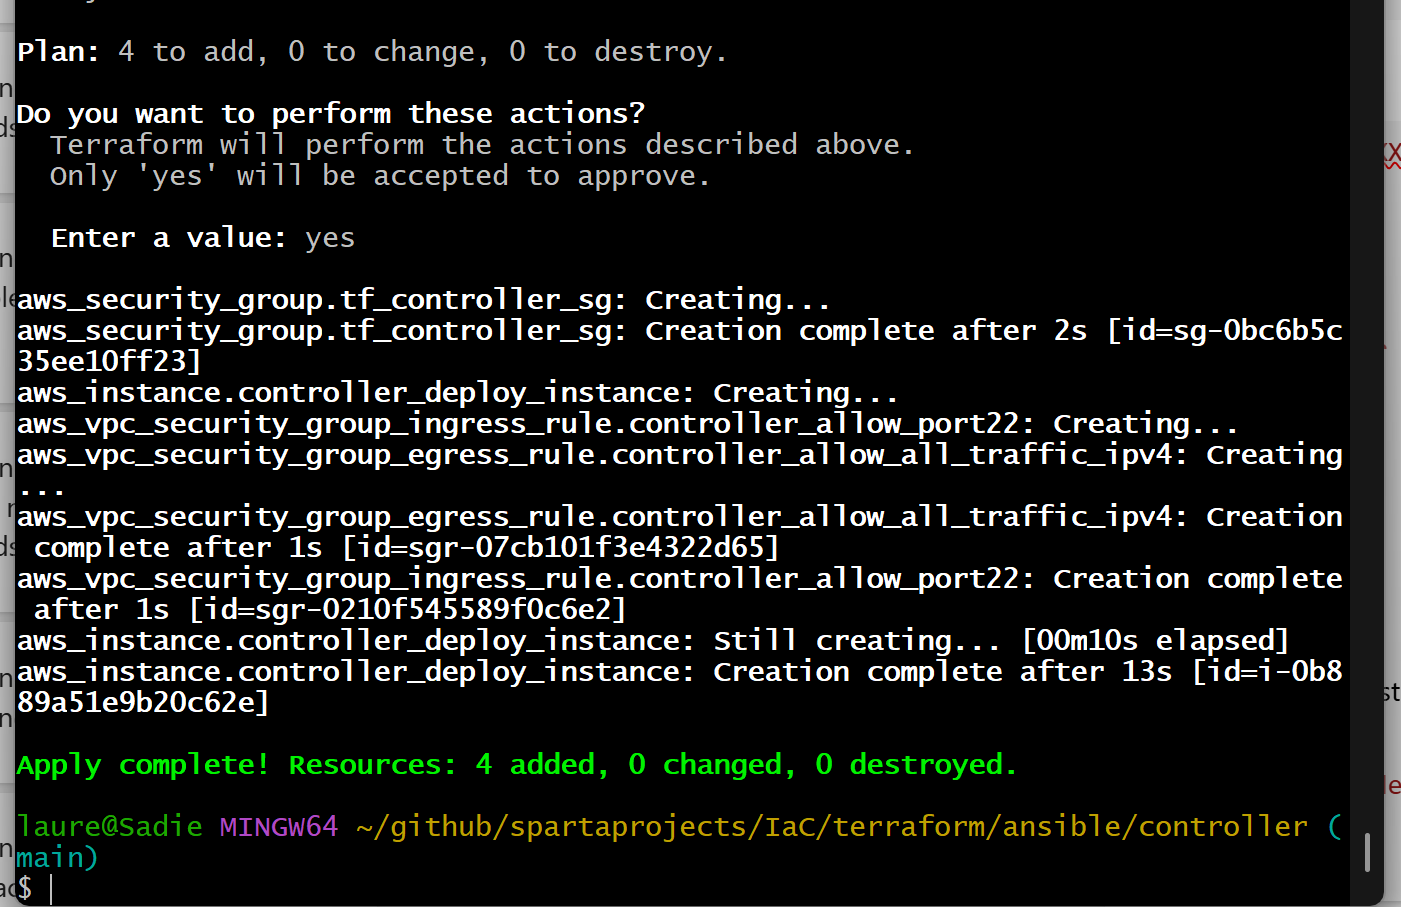 Plan: 4 to add, 0 to change, 0 to destroy.
Do you want to perform these actions?
Terraform will perform the actions described above.
Only 'yes' will be accepted to approve.
Enter a value: yes
aws_security_group.tf_controller_sg: Creating...
aws_security_group.tf_controller_sg: Creation complete after 2s [id=sg-0bc6b5c
35ee10ff23]
aws_instance.controller_deploy_instance: Creating...
aws_vpc_security_group_ingress_rule.controller_allow_port22: Creating...
aws_vpc_security_group_egress_rule.controller_allow_all_traffic_ipv4: Creating
...
aws_vpc_security_group_egress_rule.controller_allow_all_traffic_ipv4: Creation
complete after 1s [id=sgr-07cb101f3e4322d65]
aws_vpc_security_group_ingress_rule.controller_allow_port22: Creation complete
after 1s [id=sgr-0210f545589f0c6e2]
aws_instance.controller_deploy_instance: Still creating... [00m10s elapsed]
aws_instance.controller_deploy_instance: Creation complete after 13s [id=i-0b8
89a51e9b20c62e]
Apply complete! Resources: 4 added, 0 changed, 0 destroyed.
laure@Sadie MINGW64 ~/github/spartaprojects/IaC/terraform/ansible/controller (
main)
$